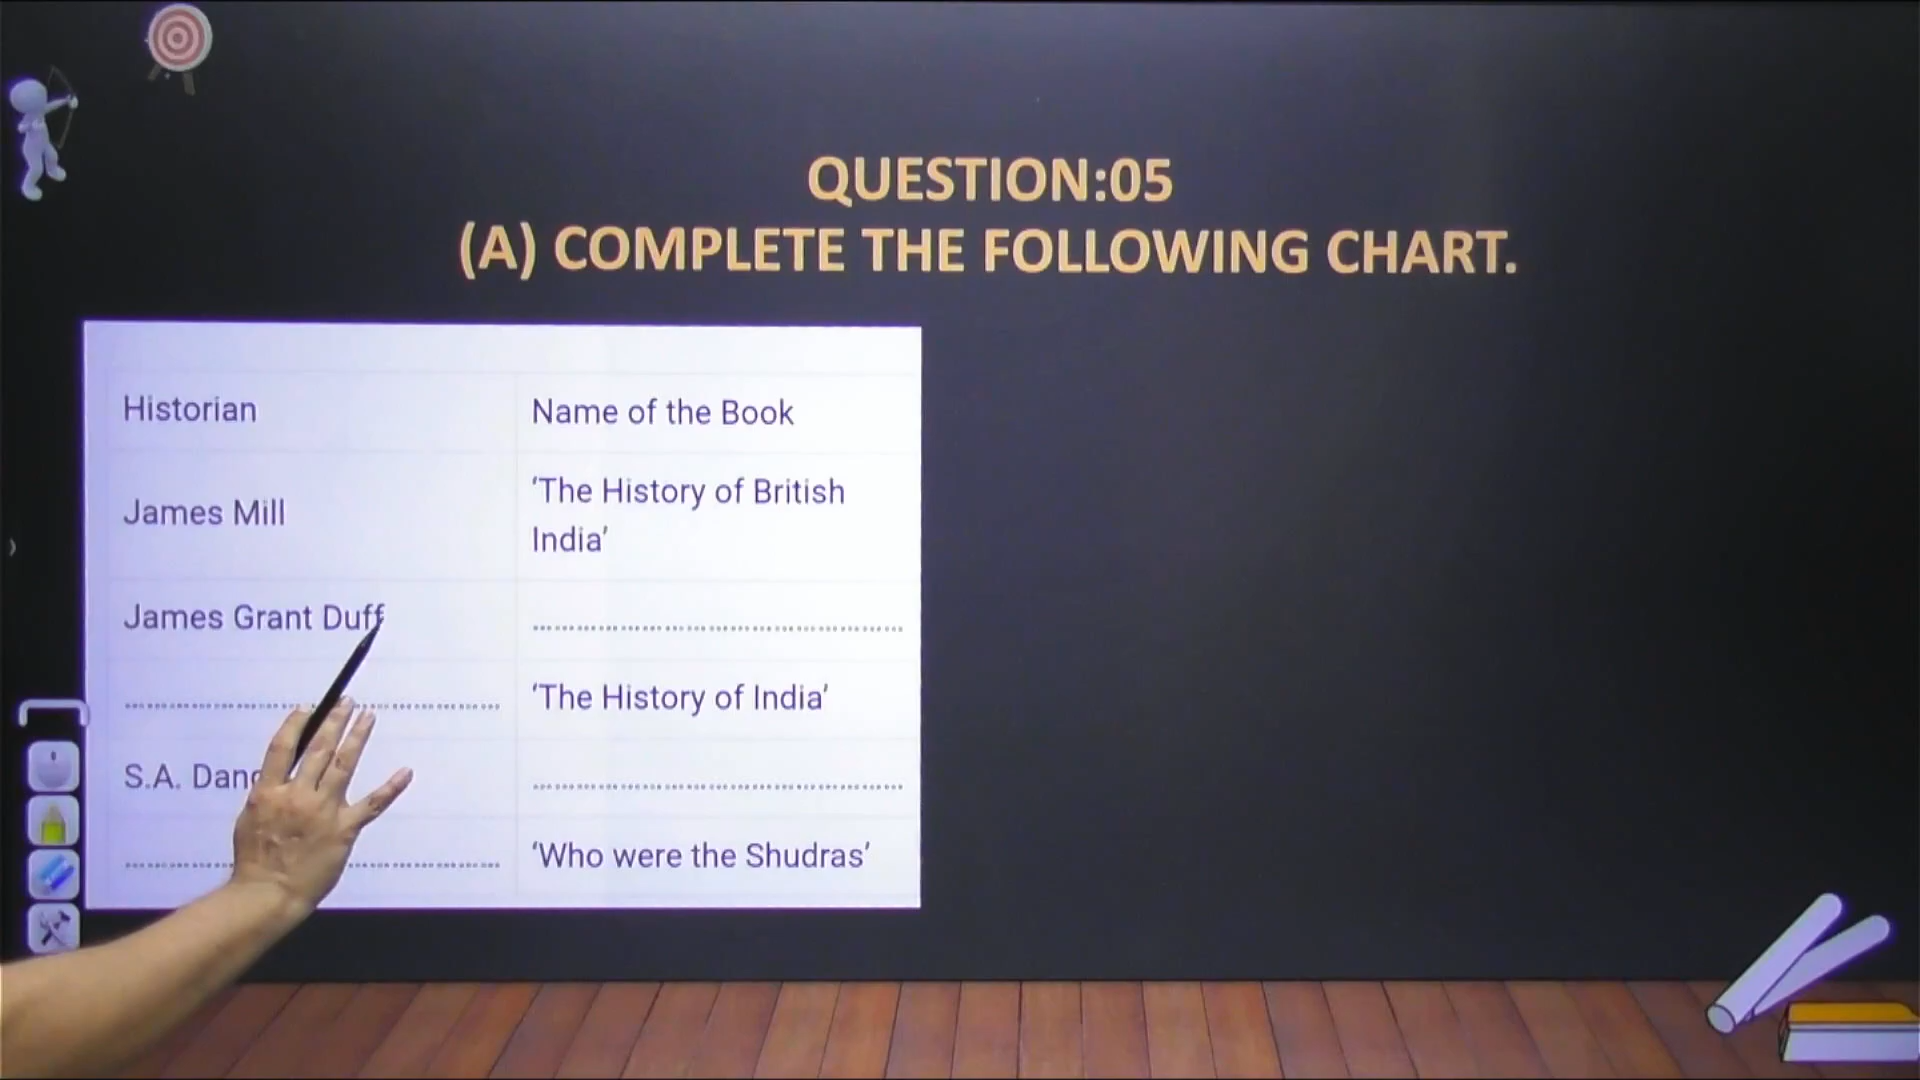 QUESTION:05
(A) COMPLETE THE FOLLOWING CHART.
Historian
Name of the Book
James Mill
‘The History of British
India’
James Grant Duff
‘The History of India’
S.A.
‘Who were the Shudras’